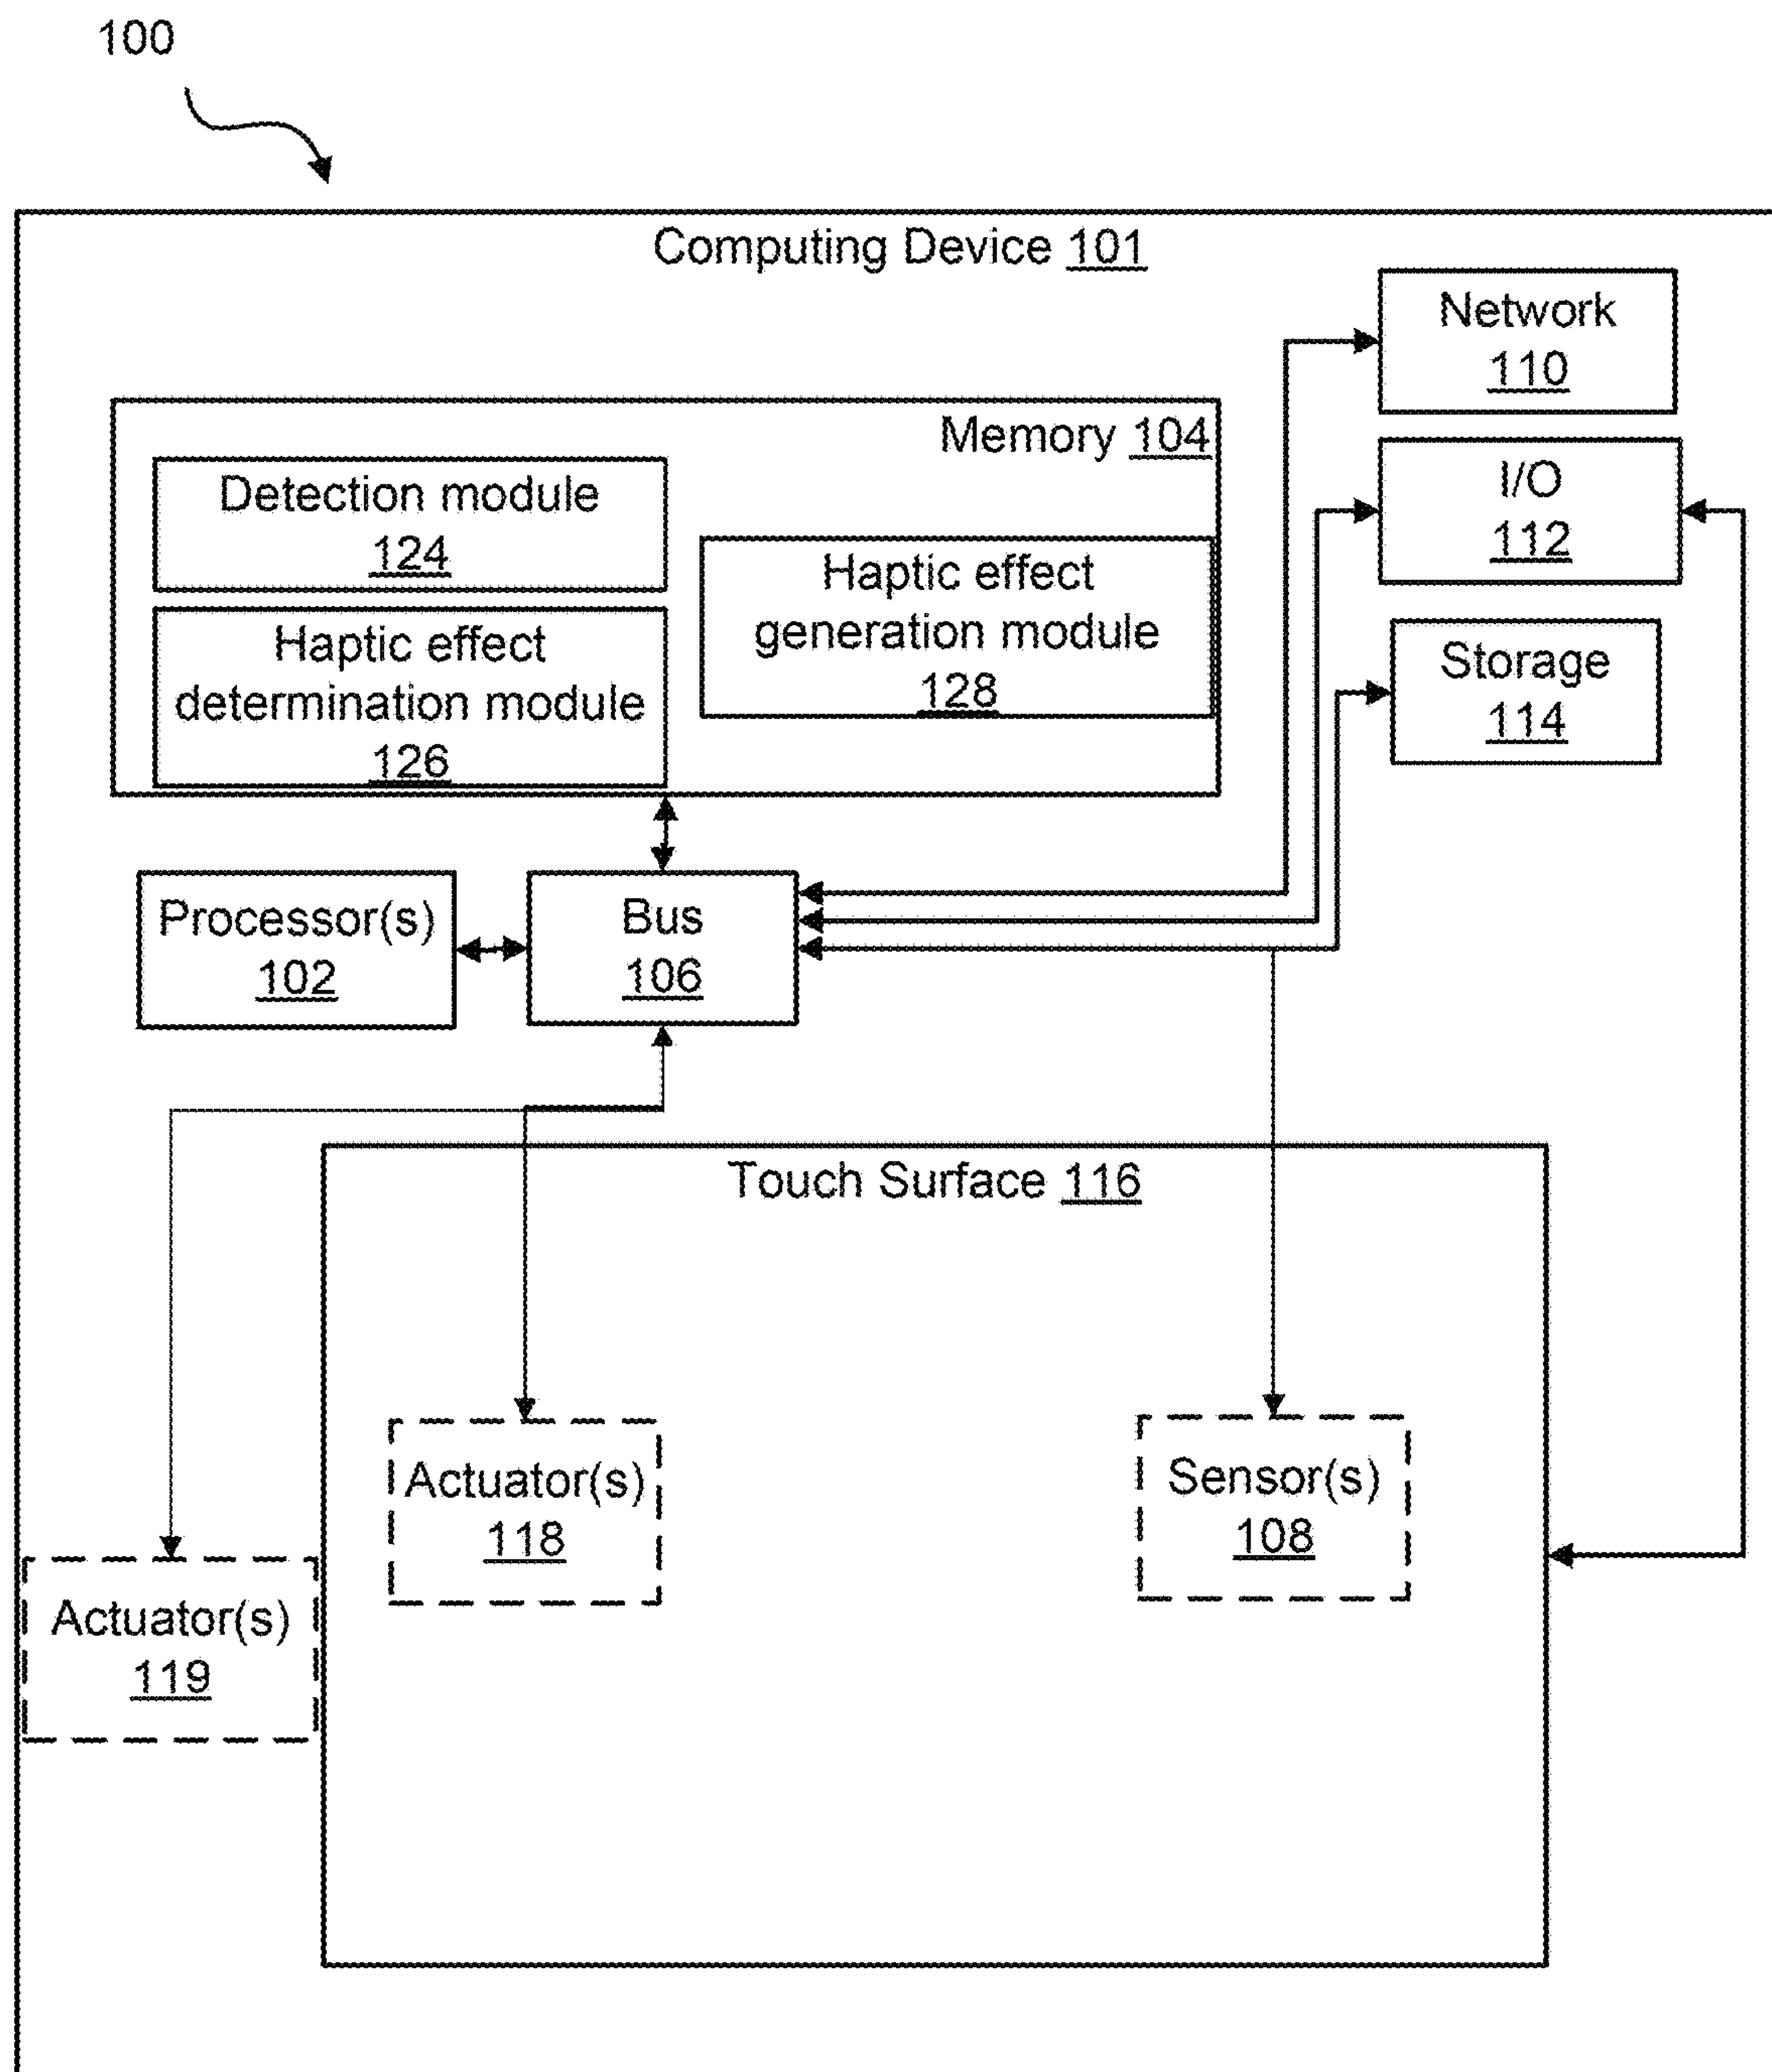 100
Computing Device 101
Network
110
Memory 104
I/O
112
Detection module
124
Haptic effect
generation module
128
Haptic effect
determination module
126
Storage
114
Processor(s)
102
Bus
106
Touch Surface 116
Actuator(s)
118
Sensor(s)
108
Actuator(s)
119